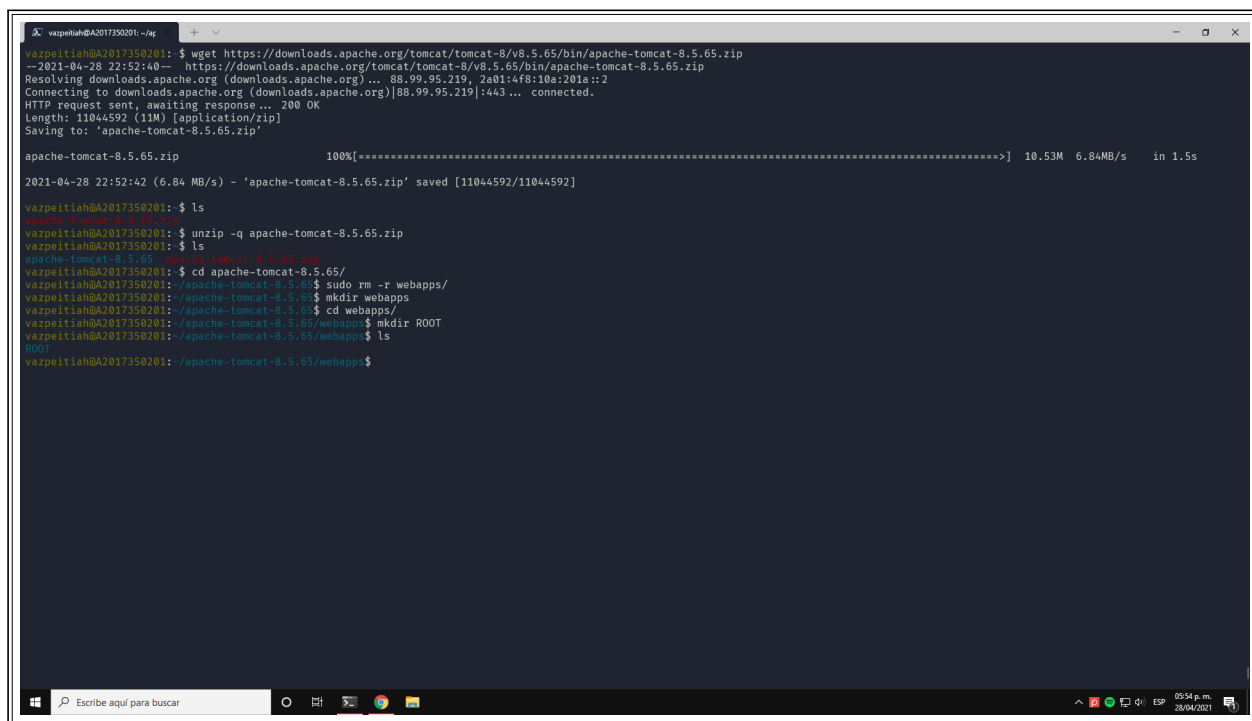 vazpeitiah@A2017350201: ~/ap
vazpeitiah@A2017350201:~$ wget https://downloads.apache.org/tomcat/tomcat-8/v8.5.65/bin/apache-tomcat-8.5.65.zip
--2021-04-28 22:52:40--  https://downloads.apache.org/tomcat/tomcat-8/v8.5.65/bin/apache-tomcat-8.5.65.zip
Resolving downloads.apache.org (downloads.apache.org)... 88.99.95.219, 2a01:4f8:10a:201a::2
Connecting to downloads.apache.org (downloads.apache.org)|88.99.95.219|:443... connected.
HTTP request sent, awaiting response... 200 OK
Length: 11044592 (11M) [application/zip]
Saving to: ‘apache-tomcat-8.5.65.zip’
apache-tomcat-8.5.65.zip 100%[=================================================================================>] 10.53M 6.84MB/s in 1.5s
2021-04-28 22:52:42 (6.84 MB/s) - ‘apache-tomcat-8.5.65.zip’ saved [11044592/11044592]
vazpeitiah@A2017350201:~$ ls
apache-tomcat-8.5.65.zip
vazpeitiah@A2017350201:~$ unzip -q apache-tomcat-8.5.65.zip
vazpeitiah@A2017350201:~$ ls
apache-tomcat-8.5.65  apache-tomcat-8.5.65.zip
vazpeitiah@A2017350201:~$ cd apache-tomcat-8.5.65/
vazpeitiah@A2017350201:~/apache-tomcat-8.5.65$ sudo rm -r webapps/
vazpeitiah@A2017350201:~/apache-tomcat-8.5.65$ mkdir webapps
vazpeitiah@A2017350201:~/apache-tomcat-8.5.65$ cd webapps/
vazpeitiah@A2017350201:~/apache-tomcat-8.5.65/webapps$ mkdir ROOT
vazpeitiah@A2017350201:~/apache-tomcat-8.5.65/webapps$ ls
ROOT
vazpeitiah@A2017350201:~/apache-tomcat-8.5.65/webapps$
Escribe aquí para buscar
ESP
05:54 p. m.
28/04/2021